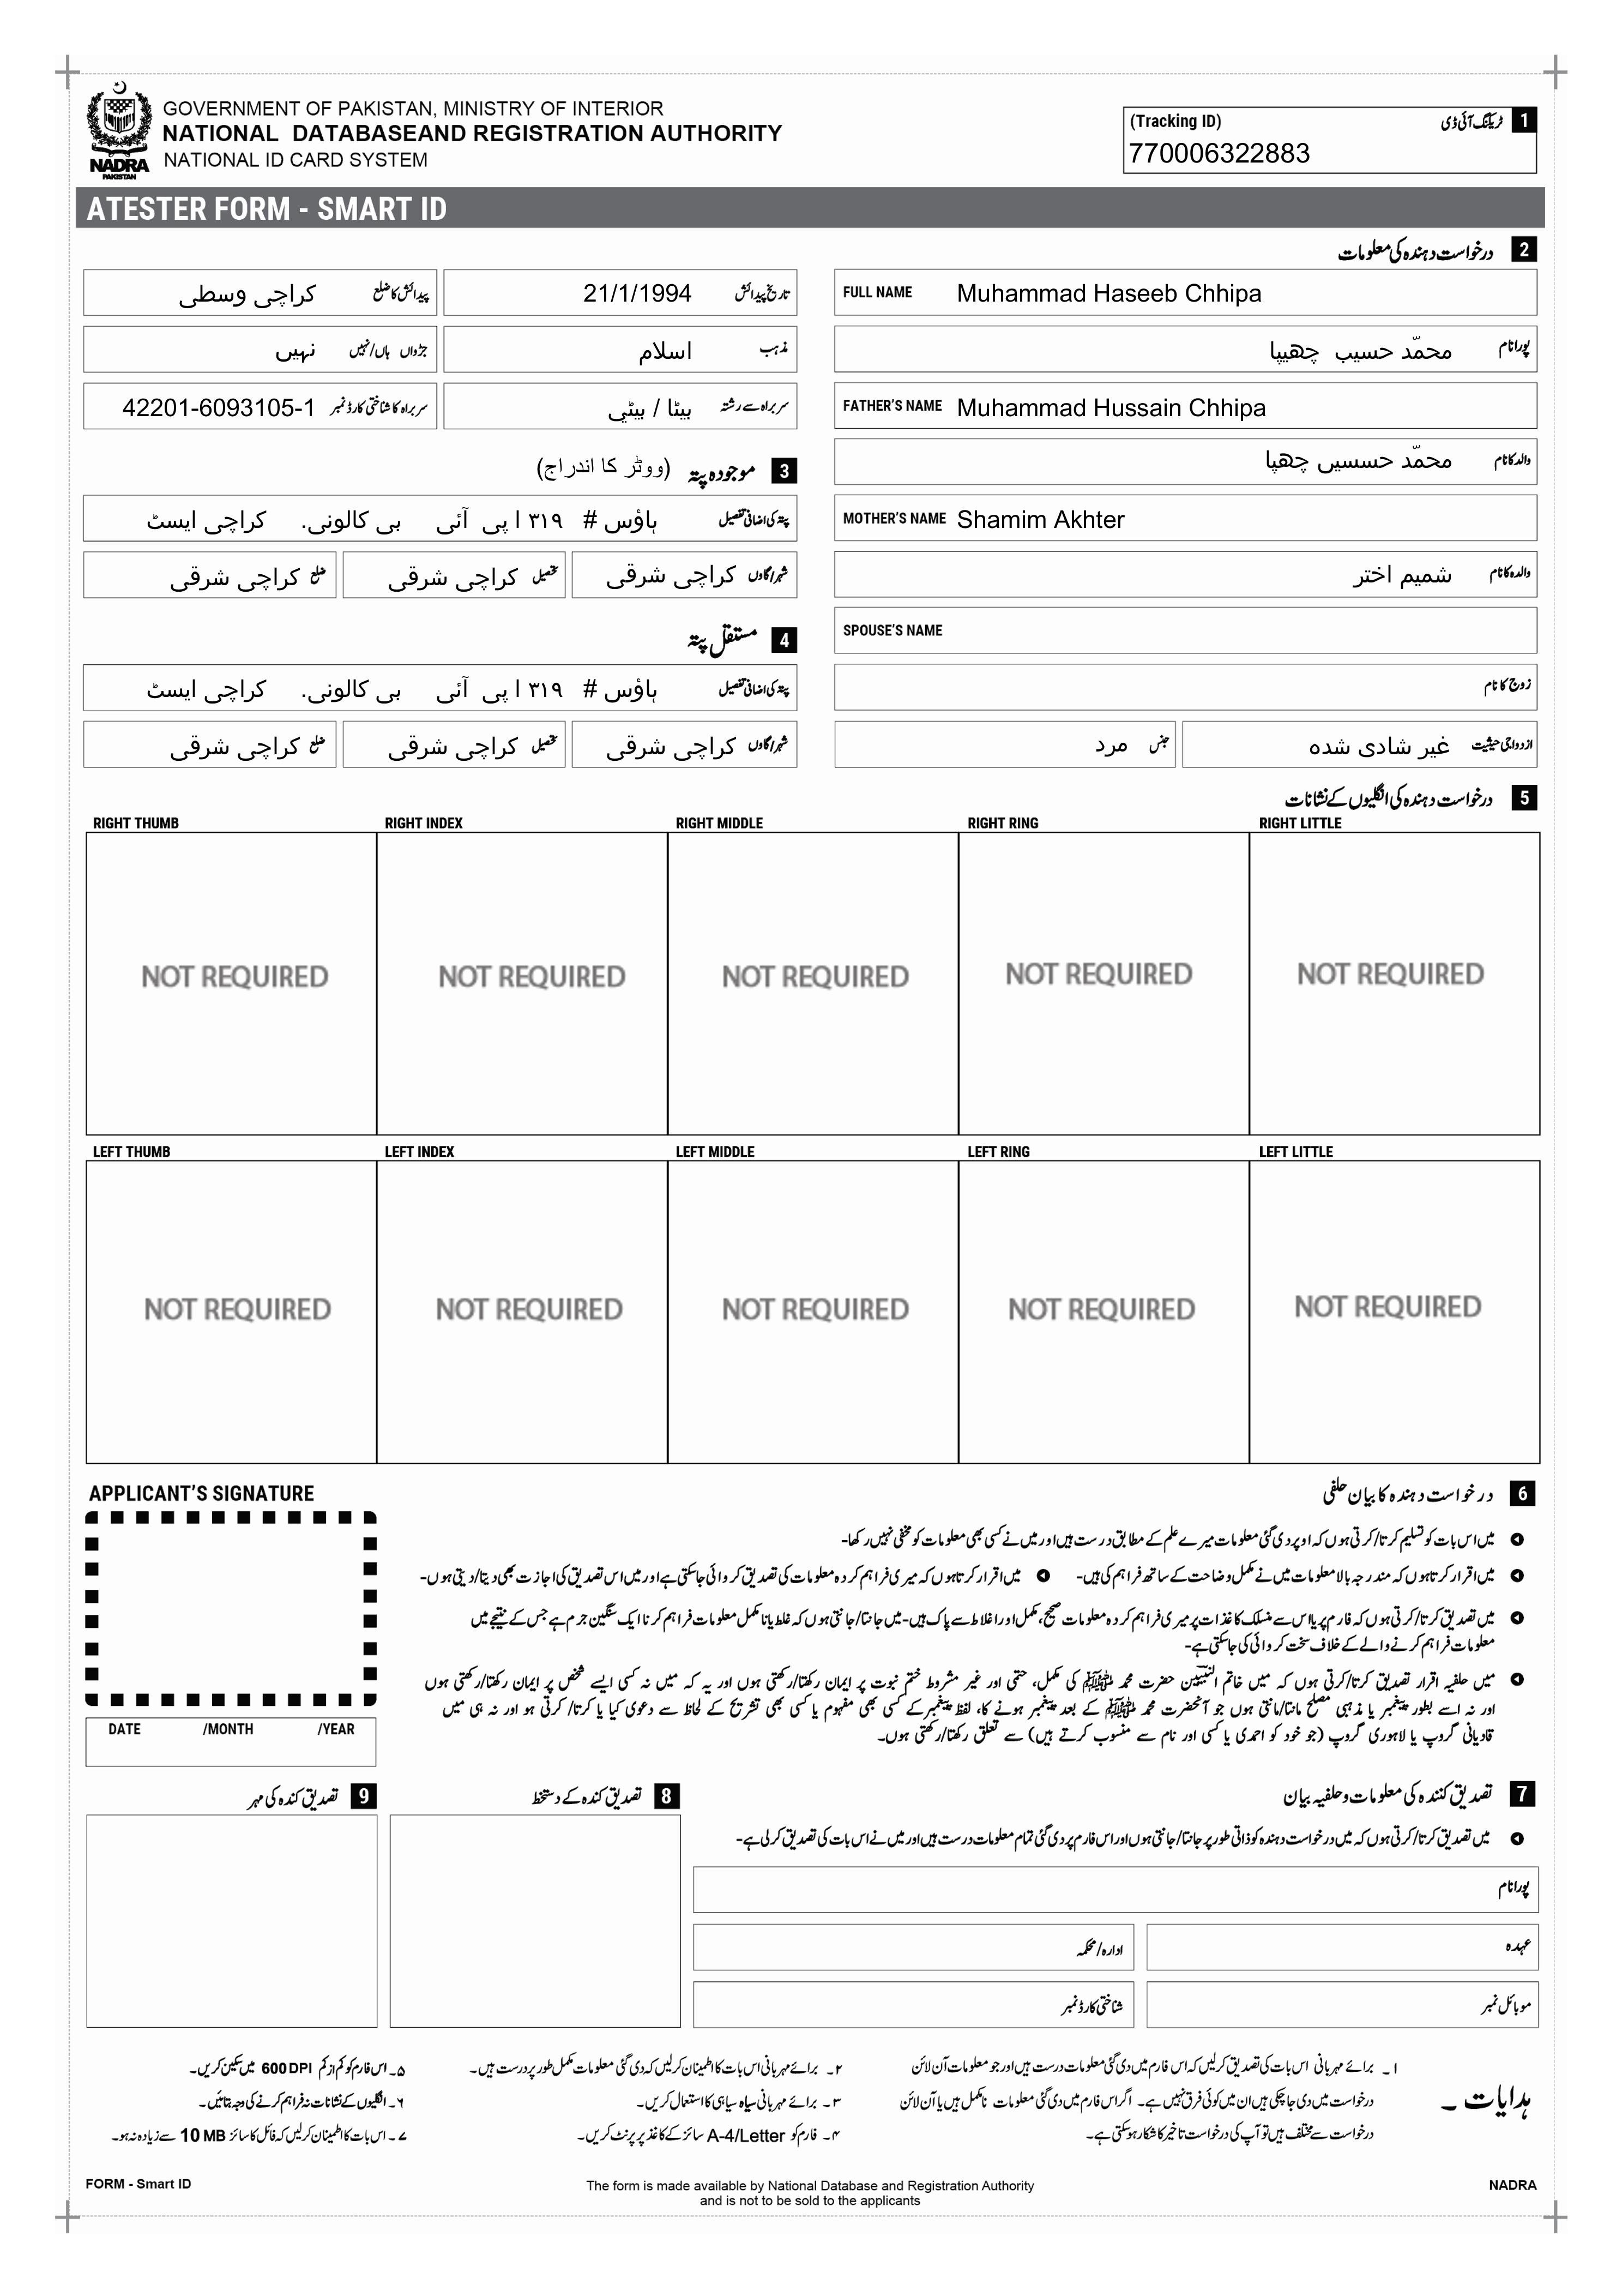 GOVERNMENT OF PAKISTAN, MINISTRY OF INTERIOR
NATIONAL DATABASEAND REGISTRATION AUTHORITY
NATIONAL ID CARD SYSTEM
NADRA
PAKISTAN
(Tracking ID) ٹریکنگ آئی ڈی 1
770006322883
ATESTER FORM - SMART ID
2 درخواست دہندہ کی معلومات
FULL NAME Muhammad Haseeb Chhipa
پورا نام محمّد حسیب چھیپا
FATHER'S NAME Muhammad Hussain Chhipa
والد کا نام محمّد حسسیں چھپا
MOTHER'S NAME Shamim Akhter
والدہ کا نام شمیم اختر
SPOUSE'S NAME
زوج کا نام
ازدواجی حیثیت غیر شادی شدہ
جنس مرد
تاریخ پیدائش 21/1/1994
پیدائش کا ضلع کراچی وسطی
مذہب اسلام
جڑواں ہاں/نہیں نہیں
سربراہ سے رشتہ بیٹا / بیٹی
سربراہ کا شناختی کارڈ نمبر 42201-6093105-1
3 موجودہ پتہ (ووٹر کا اندراج)
پتہ کی اضافی تفصیل ہاؤس # ۳۱۹ ا پی آئی بی کالونی. کراچی ایسٹ
شہر/گاوں کراچی شرقی
تحصیل کراچی شرقی
ضلع کراچی شرقی
4 مستقل پتہ
پتہ کی اضافی تفصیل ہاؤس # ۳۱۹ ا پی آئی بی کالونی. کراچی ایسٹ
شہر/گاوں کراچی شرقی
تحصیل کراچی شرقی
ضلع کراچی شرقی
5 درخواست دہندہ کی انگلیوں کے نشانات
RIGHT THUMB RIGHT INDEX RIGHT MIDDLE RIGHT RING RIGHT LITTLE
NOT REQUIRED NOT REQUIRED NOT REQUIRED NOT REQUIRED NOT REQUIRED
LEFT THUMB LEFT INDEX LEFT MIDDLE LEFT RING LEFT LITTLE
NOT REQUIRED NOT REQUIRED NOT REQUIRED NOT REQUIRED NOT REQUIRED
APPLICANT'S SIGNATURE
DATE /MONTH /YEAR
6 درخواست دہندہ کا بیان حلفی
میں اس بات کو تسلیم کرتا/کرتی ہوں کہ اوپر دی گئی معلومات میرے علم کے مطابق درست ہیں اور میں نے کسی بھی معلومات کو مخفی نہیں رکھا-
میں اقرار کرتا ہوں کہ مندرجہ بالا معلومات میں نے مکمل وضاحت کے ساتھ فراہم کی ہیں- میں اقرار کرتا ہوں کہ میری فراہم کردہ معلومات کی تصدیق کروائی جاسکتی ہے اور میں اس تصدیق کی اجازت بھی دیتا/دیتی ہوں-
میں تصدیق کرتا/کرتی ہوں کہ فارم پر یا اس سے منسلک کاغذات پر میری فراہم کردہ معلومات صحیح، مکمل اور اغلاط سے پاک ہیں- میں جانتا/جانتی ہوں کہ غلط یا نامکمل معلومات فراہم کرنا ایک سنگین جرم ہے جس کے نتیجے میں
معلومات فراہم کرنے والے کے خلاف سخت کروائی کی جاسکتی ہے-
میں حلفیہ اقرار تصدیق کرتا/کرتی ہوں کہ میں خاتم النبیین حضرت محمد ﷺ کی مکمل، حتمی اور غیر مشروط ختم نبوت پر ایمان رکھتا/رکھتی ہوں اور یہ کہ میں نہ کسی ایسے شخص پر ایمان رکھتا/رکھتی ہوں
اور نہ اسے بطور پیغمبر یا مذہبی مصلح مانتا/مانتی ہوں جو آنحضرت محمد ﷺ کے بعد پیغمبر ہونے کا، لفظ پیغمبر کے کسی بھی مفہوم یا کسی بھی تشریح کے لحاظ سے دعوی کیا یا کرتا/کرتی ہو اور نہ ہی میں
قادیانی گروپ یا لاہوری گروپ (جو خود کو احمدی یا کسی اور نام سے منسوب کرتے ہیں) سے تعلق رکھتا/رکھتی ہوں۔
7 تصدیق کنندہ کی معلومات و حلفیہ بیان
میں تصدیق کرتا/کرتی ہوں کہ میں درخواست دہندہ کو ذاتی طور پر جانتا/جانتی ہوں اور اس فارم پر دی گئی تمام معلومات درست ہیں اور میں نے اس بات کی تصدیق کرلی ہے-
پورا نام
عہدہ
ادارہ/محکمہ
موبائل نمبر
شناختی کارڈ نمبر
8 تصدیق کندہ کے دستخط
9 تصدیق کندہ کی مہر
ہدایات ۔
۱۔ برائے مہربانی اس بات کی تصدیق کرلیں کہ اس فارم میں دی گئی معلومات درست ہیں اور جو معلومات آن لائن
درخواست میں دی جاچکی ہیں ان میں کوئی فرق نہیں ہے۔ اگر اس فارم میں دی گئی معلومات نامکمل ہیں یا آن لائن
درخواست سے مختلف ہیں تو آپ کی درخواست تاخیر کا شکار ہوسکتی ہے۔
۲۔ برائے مہربانی اس بات کا اطمینان کرلیں کہ دی گئی معلومات مکمل طور پر درست ہیں۔
۳۔ برائے مہربانی سیاہ سیاہی کا استعمال کریں۔
۴۔ فارم کو A-4/Letter سائز کے کاغذ پر پرنٹ کریں۔
۵۔ اس فارم کو کم از کم 600 DPI میں سکین کریں۔
۶۔ انگلیوں کے نشانات نہ فراہم کرنے کی وجہ بتائیں۔
۷۔ اس بات کا اطمینان کرلیں کہ فائل کا سائز 10 MB سے زیادہ نہ ہو۔
FORM - Smart ID
The form is made available by National Database and Registration Authority
and is not to be sold to the applicants
NADRA